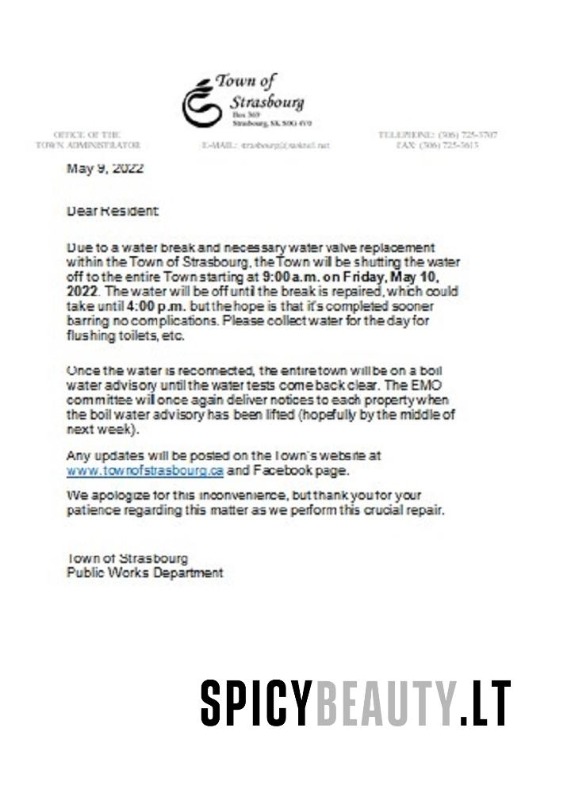 Town of
Strasbourg
Box 369
Strasbourg, SK S0G 4V0
OFFICE OF THE
TOWN ADMINISTRATOR
E-MAIL: strasbourg@sasktel.net
TELEPHONE: (306) 725-3707
FAX: (306) 725-3613
May 9, 2022
Dear Resident:
Due to a water break and necessary water valve replacement
within the Town of Strasbourg, the Town will be shutting the water
off to the entire Town starting at 9:00 a.m. on Friday, May 10,
2022. The water will be off until the break is repaired, which could
take until 4:00 p.m. but the hope is that it's completed sooner
barring no complications. Please collect water for the day for
flushing toilets, etc.
Once the water is reconnected, the entire town will be on a boil
water advisory until the water tests come back clear. The EMO
committee will once again deliver notices to each property when
the boil water advisory has been lifted (hopefully by the middle of
next week).
Any updates will be posted on the Town's website at
www.townofstrasbourg.ca and Facebook page.
We apologize for this inconvenience, but thank you for your
patience regarding this matter as we perform this crucial repair.
Town of Strasbourg
Public Works Department
SPICYBEAUTY.LT